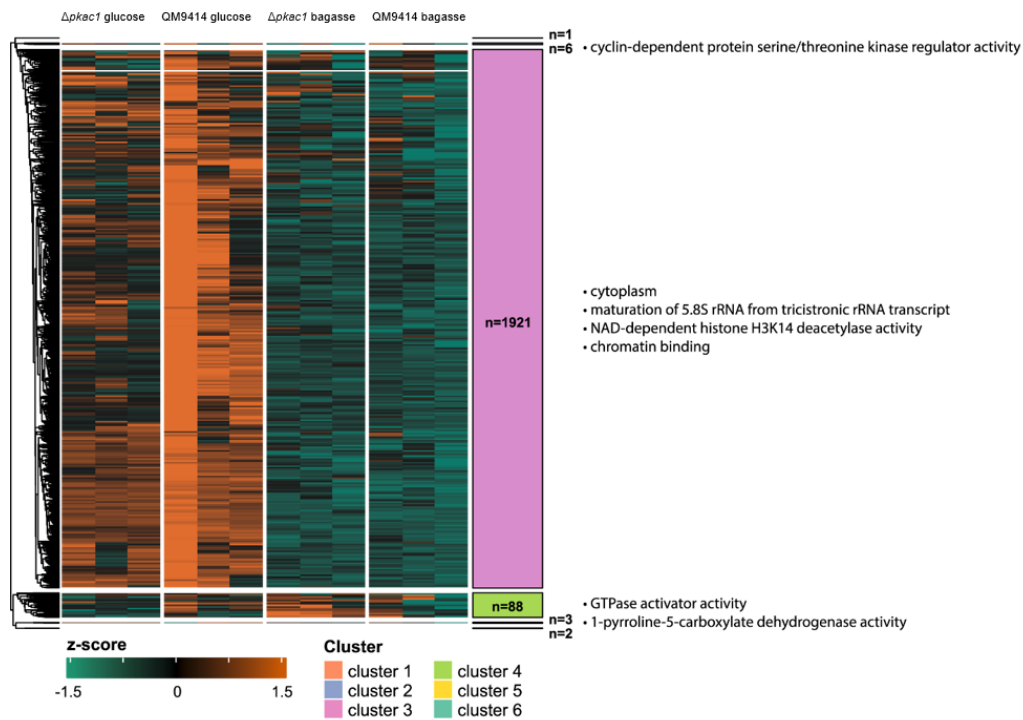 Δpkac1 glucose QM9414 glucose Δpkac1 bagasse QM9414 bagasse
n=1
n=6 • cyclin-dependent protein serine/threonine kinase regulator activity
• cytoplasm
• maturation of 5.8S rRNA from tricistronic rRNA transcript
n=1921
• NAD-dependent histone H3K14 deacetylase activity
• chromatin binding
n=88 • GTPase activator activity
n=3 • 1-pyrroline-5-carboxylate dehydrogenase activity
n=2
z-score
-1.5 0 1.5
Cluster
cluster 1 cluster 4
cluster 2 cluster 5
cluster 3 cluster 6